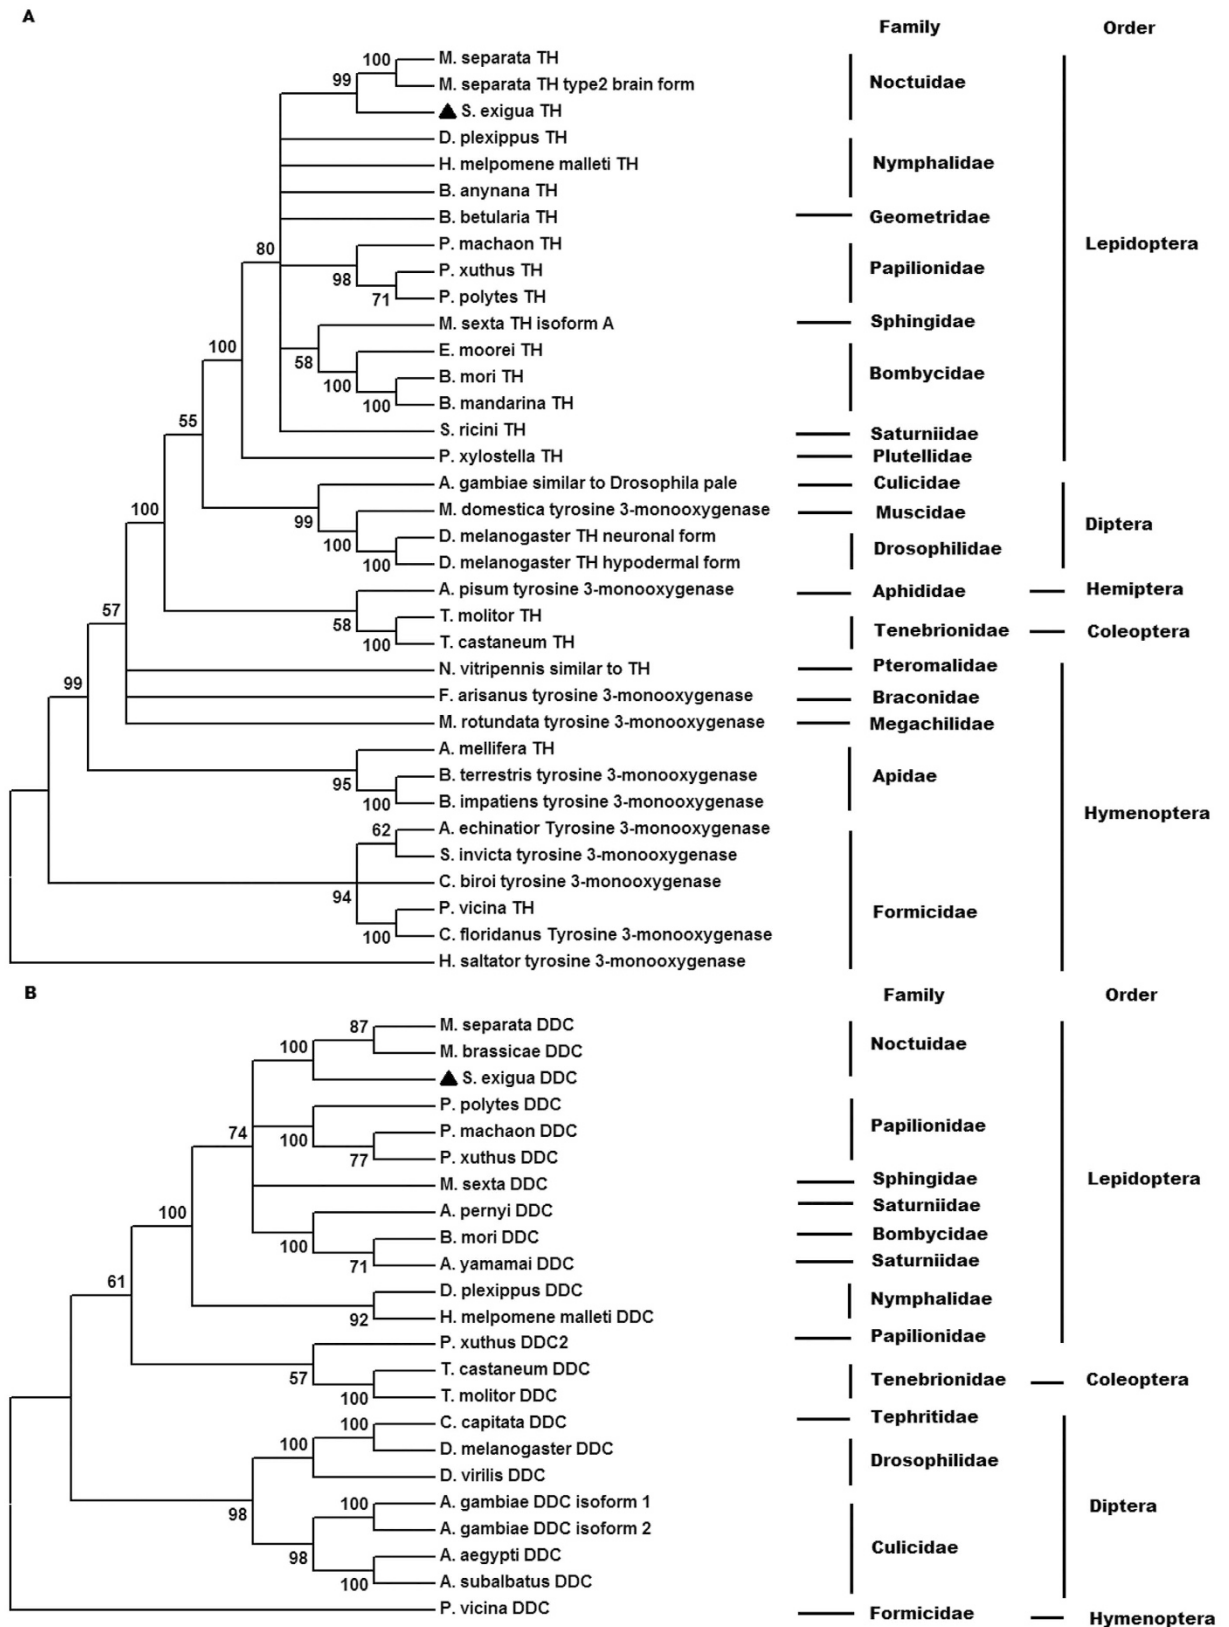 A
Family Order
100 M. separata TH
99 M. separata TH type2 brain form Noctuidae
▲ S. exigua TH
D. plexippus TH
H. melpomene malleti TH Nymphalidae
B. anynana TH
B. betularia TH Geometridae
80 P. machaon TH Lepidoptera
98 P. xuthus TH Papilionidae
71 P. polytes TH
M. sexta TH isoform A Sphingidae
100 58 E. moorei TH
100 B. mori TH Bombycidae
100 B. mandarina TH
55 S. ricini TH Saturniidae
P. xylostella TH Plutellidae
A. gambiae similar to Drosophila pale Culicidae
100 99 M. domestica tyrosine 3-monooxygenase Muscidae
100 D. melanogaster TH neuronal form Diptera
100 D. melanogaster TH hypodermal form Drosophilidae
A. pisum tyrosine 3-monooxygenase Aphididae Hemiptera
57 58 T. molitor TH
100 T. castaneum TH Tenebrionidae Coleoptera
N. vitripennis similar to TH Pteromalidae
99 F. arisanus tyrosine 3-monooxygenase Braconidae
M. rotundata tyrosine 3-monooxygenase Megachilidae
A. mellifera TH
95 B. terrestris tyrosine 3-monooxygenase Apidae
100 B. impatiens tyrosine 3-monooxygenase
Hymenoptera
62 A. echinatior Tyrosine 3-monooxygenase
S. invicta tyrosine 3-monooxygenase
94 C. biroi tyrosine 3-monooxygenase
P. vicina TH Formicidae
100 C. floridanus Tyrosine 3-monooxygenase
H. saltator tyrosine 3-monooxygenase
B
Family Order
87 M. separata DDC
100 M. brassicae DDC Noctuidae
▲ S. exigua DDC
P. polytes DDC
74 100 P. machaon DDC Papilionidae
77 P. xuthus DDC
M. sexta DDC Sphingidae Lepidoptera
100 A. pernyi DDC Saturniidae
100 B. mori DDC Bombycidae
71 A. yamamai DDC Saturniidae
61 D. plexippus DDC
92 H. melpomene malleti DDC Nymphalidae
P. xuthus DDC2 Papilionidae
57 T. castaneum DDC
100 T. molitor DDC Tenebrionidae Coleoptera
100 C. capitata DDC Tephritidae
100 D. melanogaster DDC
D. virilis DDC Drosophilidae
98 100 A. gambiae DDC isoform 1 Diptera
A. gambiae DDC isoform 2
98 A. aegypti DDC Culicidae
100 A. subalbatus DDC
P. vicina DDC Formicidae Hymenoptera